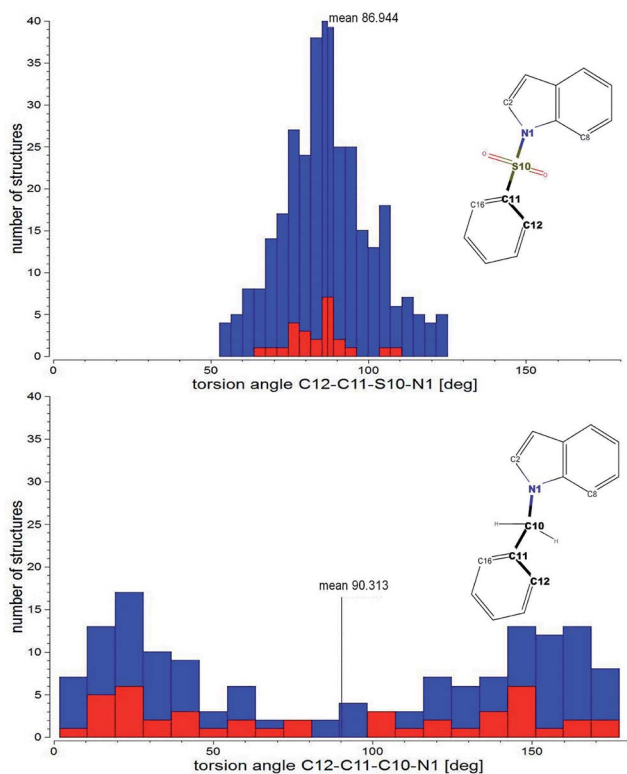 mean 86.944
number of structures
40
35
30
25
20
15
10
5
0
0
50
100
150
torsion angle C12-C11-S10-N1 [deg]
C2
N1
C8
O
S10
O
C16
C11
C12
mean 90.313
number of structures
40
35
30
25
20
15
10
5
0
0
50
100
150
torsion angle C12-C11-C10-N1 [deg]
C2
N1
C8
H
C10
H
C16
C11
C12